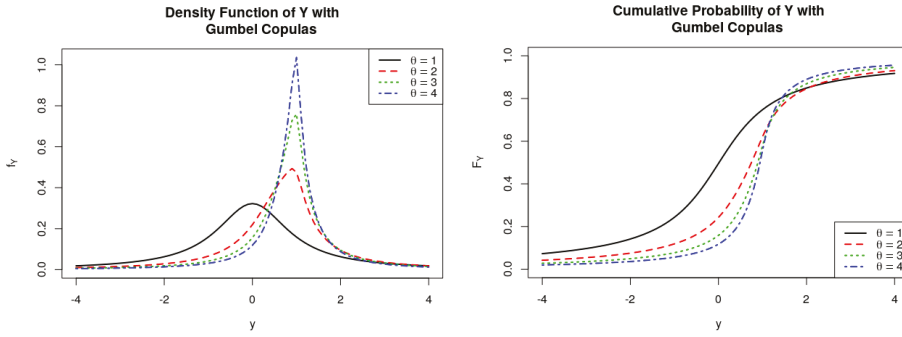 Density Function of Y with
Gumbel Copulas
θ = 1
θ = 2
θ = 3
θ = 4
fY
0.0 0.2 0.4 0.6 0.8 1.0
-4 -2 0 2 4
y
Cumulative Probability of Y with
Gumbel Copulas
θ = 1
θ = 2
θ = 3
θ = 4
FY
0.0 0.2 0.4 0.6 0.8 1.0
-4 -2 0 2 4
y